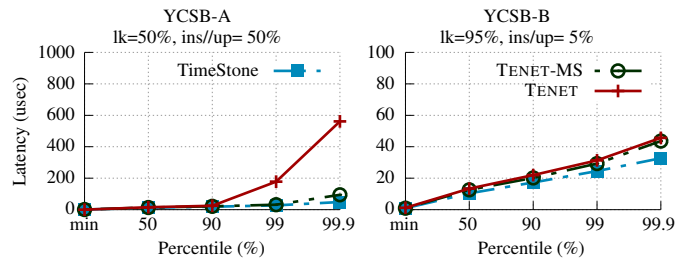 YCSB-A
lk=50%, ins//up= 50%
1000
800
600
400
200
0
Latency (usec)
TimeStone
min 50 90 99 99.9
Percentile (%)
YCSB-B
lk=95%, ins/up= 5%
100
80
60
40
20
0
TENET-MS
TENET
min 50 90 99 99.9
Percentile (%)